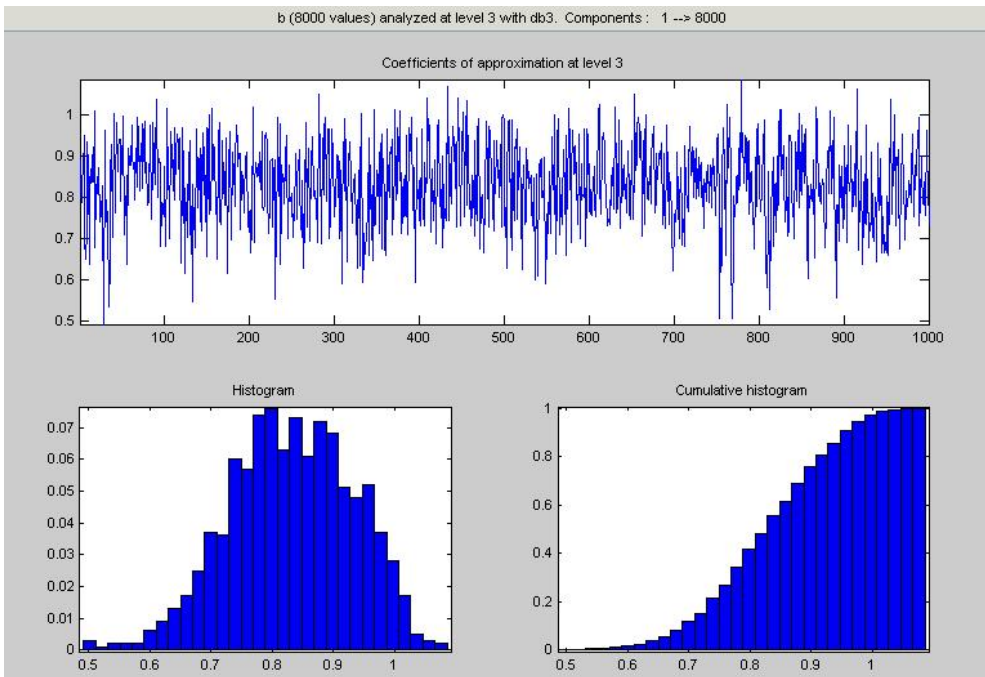 b (8000 values) analyzed at level 3 with db3.  Components :   1 --> 8000
Coefficients of approximation at level 3
1
0.9
0.8
0.7
0.6
0.5
100 200 300 400 500 600 700 800 900 1000
Histogram
0.07
0.06
0.05
0.04
0.03
0.02
0.01
0
0.5 0.6 0.7 0.8 0.9 1
Cumulative histogram
1
0.8
0.6
0.4
0.2
0
0.5 0.6 0.7 0.8 0.9 1